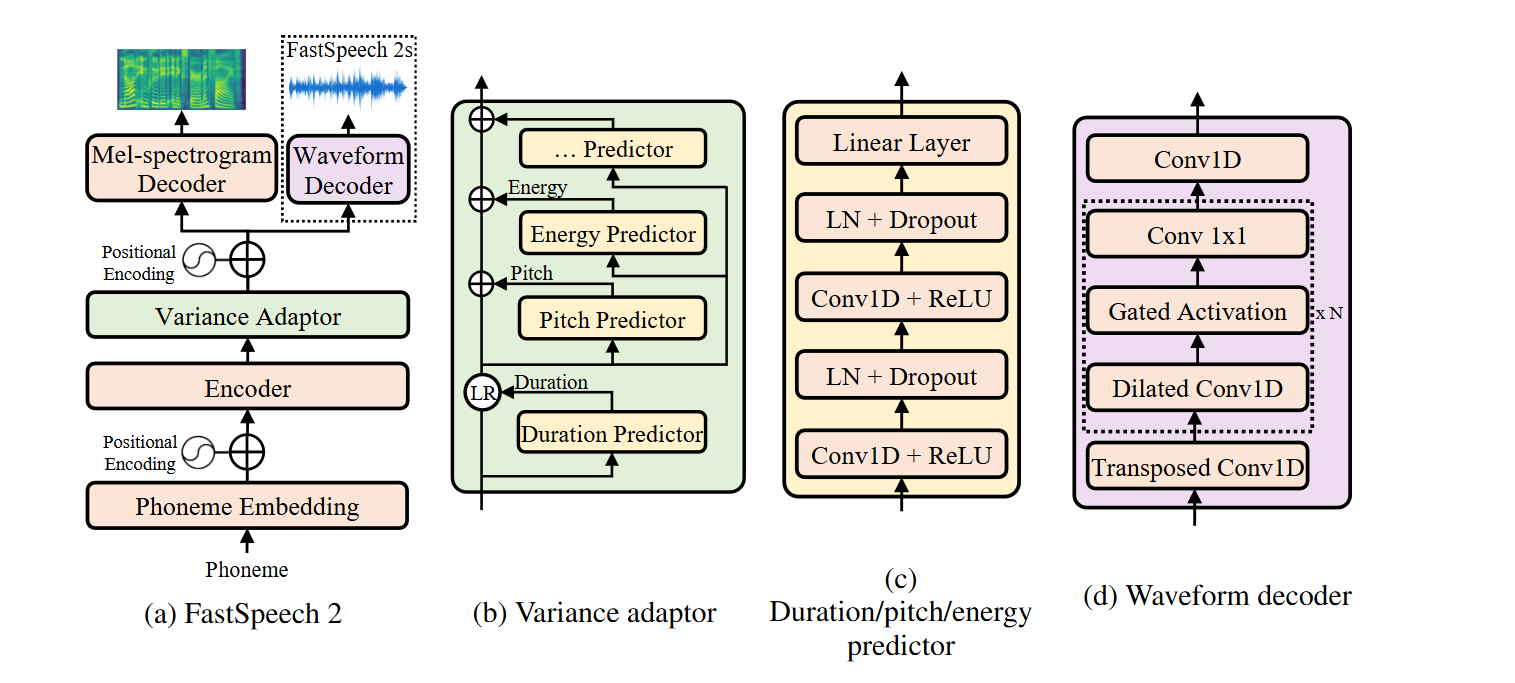 FastSpeech 2s
Mel-spectrogram
Decoder
Waveform
Decoder
Positional
Encoding
Variance Adaptor
Encoder
Positional
Encoding
Phoneme Embedding
Phoneme
(a) FastSpeech 2
... Predictor
Energy
Energy Predictor
Pitch
Pitch Predictor
LR
Duration
Duration Predictor
(b) Variance adaptor
Linear Layer
LN + Dropout
Conv1D + ReLU
LN + Dropout
Conv1D + ReLU
(c)
Duration/pitch/energy
predictor
Conv1D
Conv 1x1
Gated Activation
x N
Dilated Conv1D
Transposed Conv1D
(d) Waveform decoder